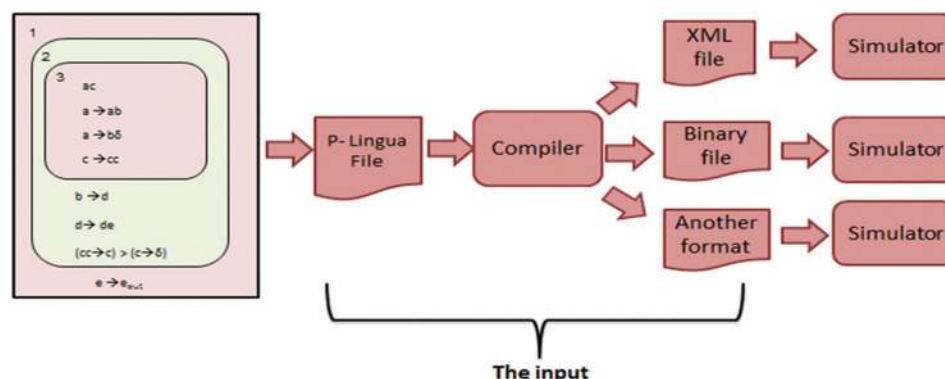 1
2
3
ac
a → ab
a → bδ
c → cc
b → d
d → de
(cc → c) > (c → δ)
e → e_out
P- Lingua
File
Compiler
XML
file
Simulator
Binary
file
Simulator
Another
format
Simulator
The input